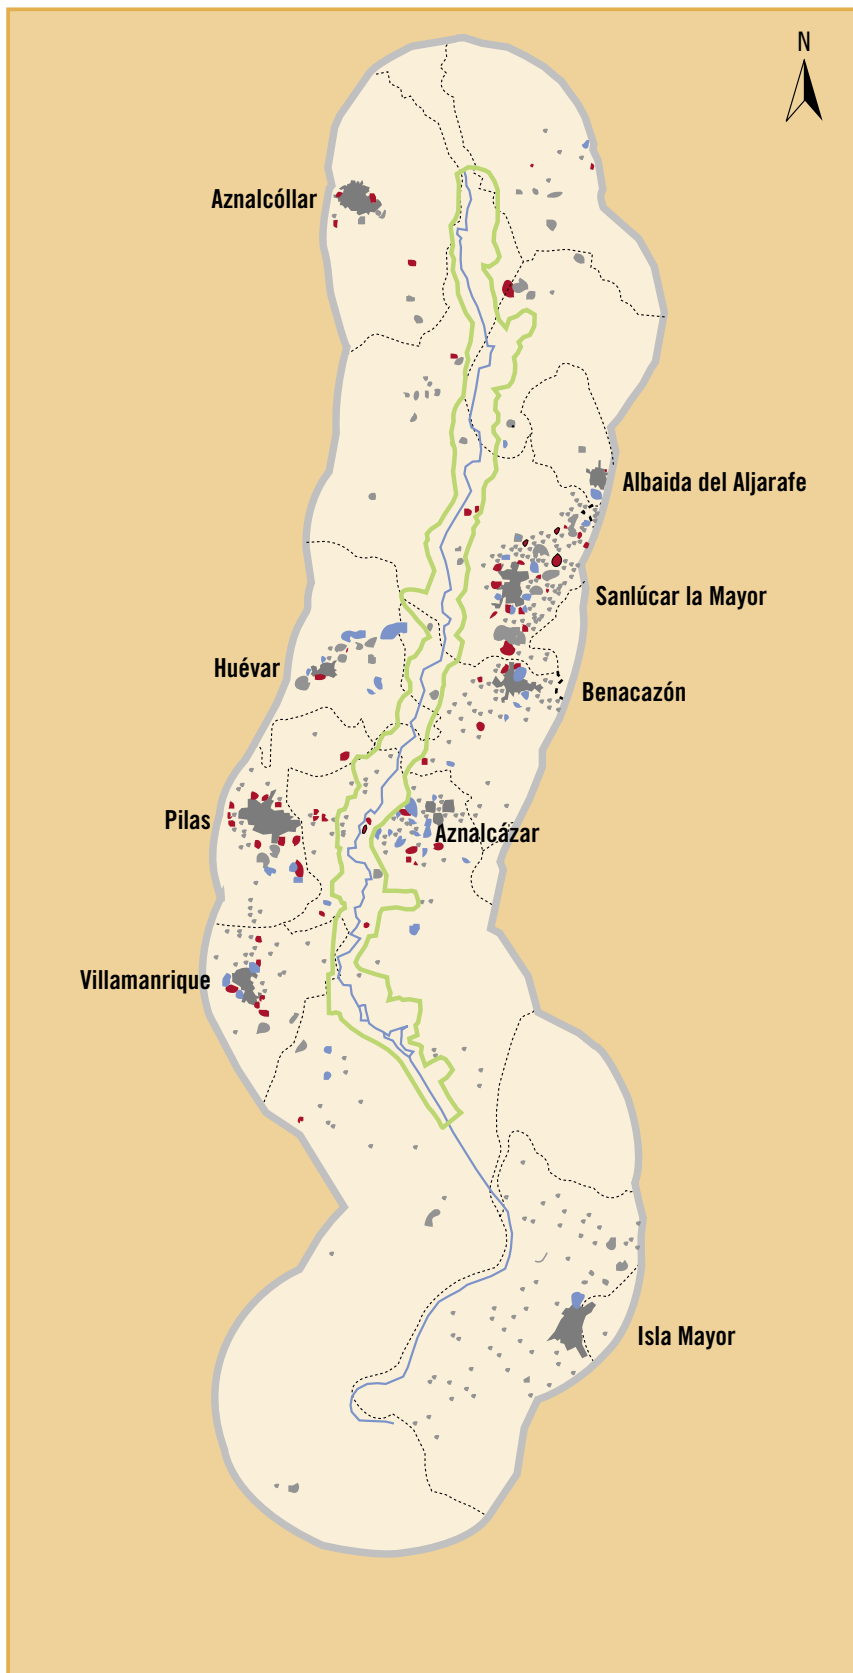 N
Aznalcóllar
Albaida del Aljarafe
Sanlúcar la Mayor
Huévar
Benacazón
Pilas
Aznalcázar
Villamanrique
Isla Mayor